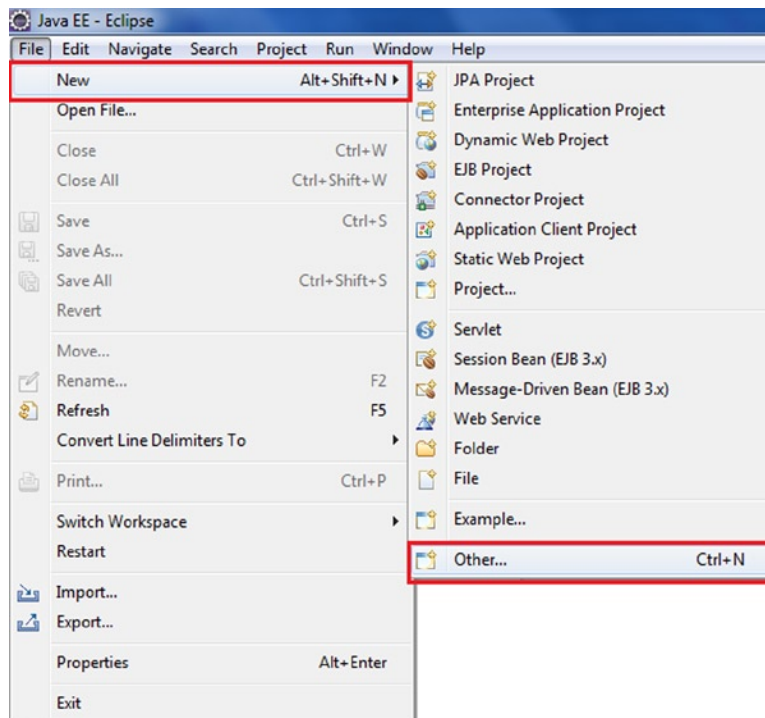 Java EE - Eclipse
File Edit Navigate Search Project Run Window Help
New Alt+Shift+N
Open File...
Close Ctrl+W
Close All Ctrl+Shift+W
Save Ctrl+S
Save As...
Save All Ctrl+Shift+S
Revert
Move...
Rename... F2
Refresh F5
Convert Line Delimiters To
Print... Ctrl+P
Switch Workspace
Restart
Import...
Export...
Properties Alt+Enter
Exit
JPA Project
Enterprise Application Project
Dynamic Web Project
EJB Project
Connector Project
Application Client Project
Static Web Project
Project...
Servlet
Session Bean (EJB 3.x)
Message-Driven Bean (EJB 3.x)
Web Service
Folder
File
Example...
Other... Ctrl+N